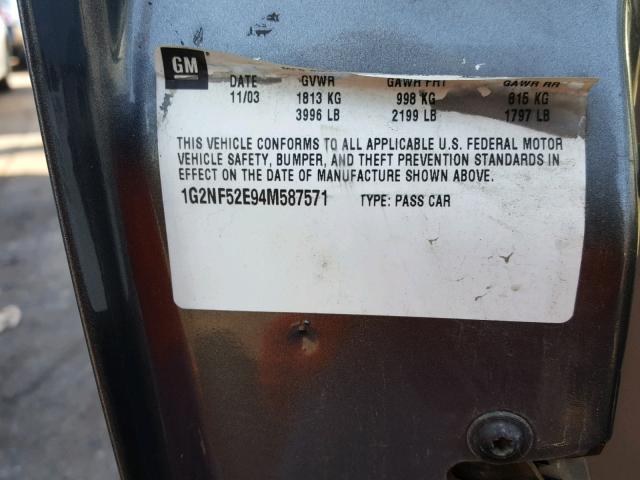 GM
DATE GVWR GAWR FRT GAWR RR
11/03 1813 KG 998 KG 815 KG
3996 LB 2199 LB 1797 LB
THIS VEHICLE CONFORMS TO ALL APPLICABLE U.S. FEDERAL MOTOR
VEHICLE SAFETY, BUMPER, AND THEFT PREVENTION STANDARDS IN
EFFECT ON THE DATE OF MANUFACTURE SHOWN ABOVE.
1G2NF52E94M587571 TYPE: PASS CAR